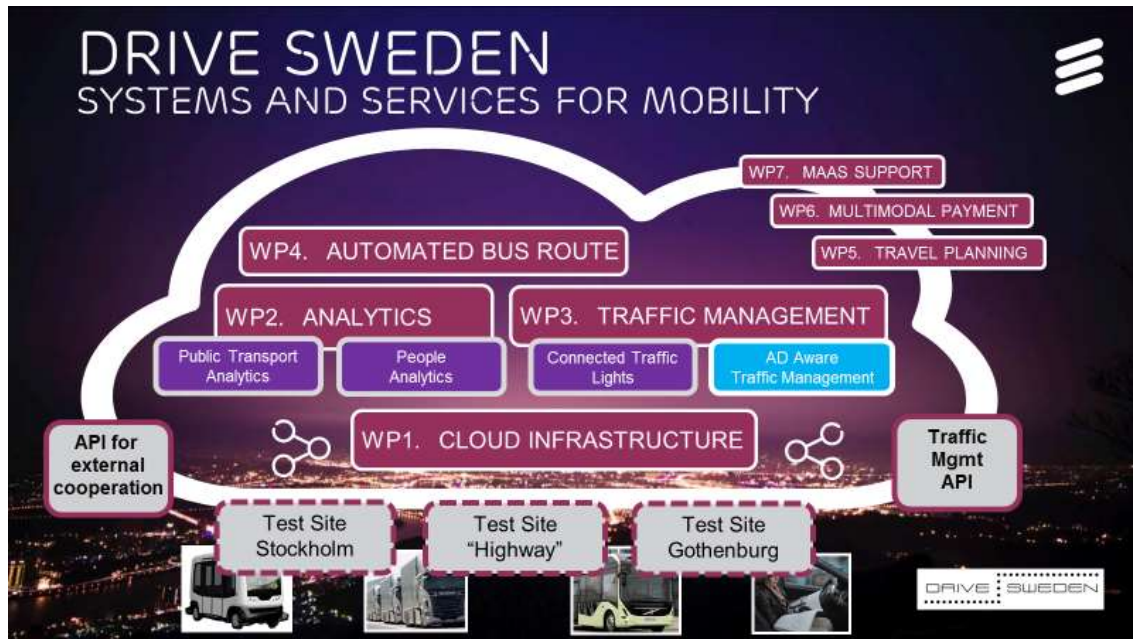 DRIVE SWEDEN
SYSTEMS AND SERVICES FOR MOBILITY
WP7. MAAS SUPPORT
WP6. MULTIMODAL PAYMENT
WP5. TRAVEL PLANNING
WP4. AUTOMATED BUS ROUTE
WP2. ANALYTICS
WP3. TRAFFIC MANAGEMENT
Public Transport
Analytics
People
Analytics
Connected Traffic
Lights
AD Aware
Traffic Management
WP1. CLOUD INFRASTRUCTURE
API for
external
cooperation
Traffic
Mgmt
API
Test Site
Stockholm
Test Site
“Highway”
Test Site
Gothenburg
DRIVE SWEDEN